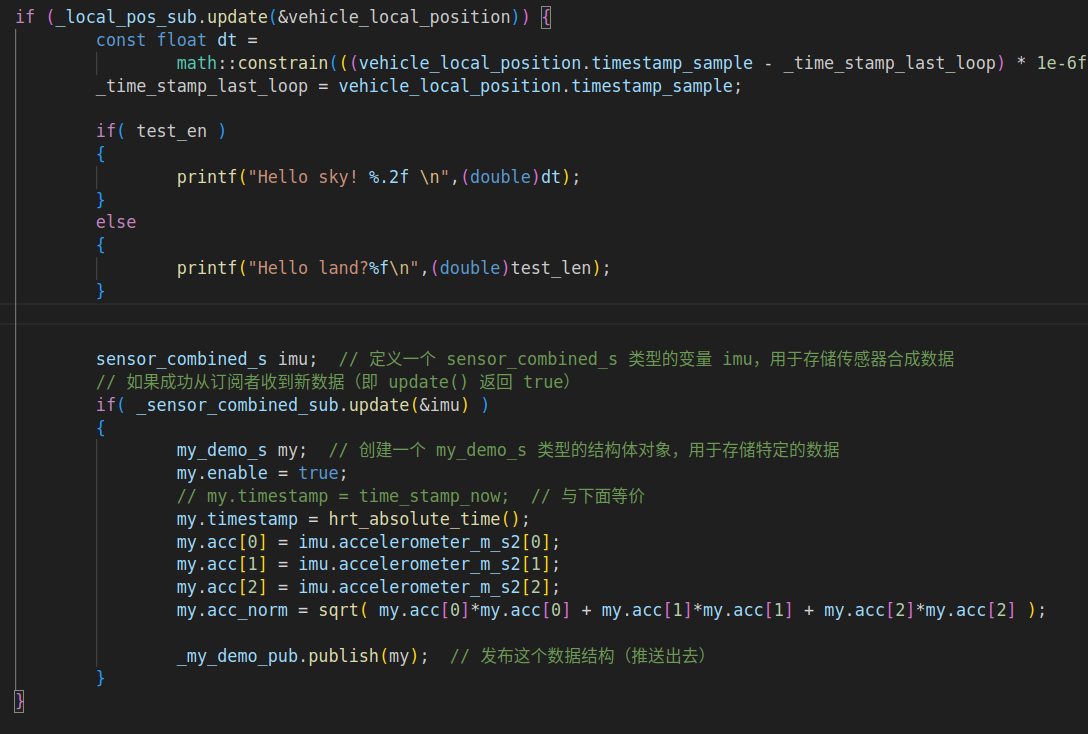 if (_local_pos_sub.update(&vehicle_local_position)) {
const float dt =
math::constrain(((vehicle_local_position.timestamp_sample - _time_stamp_last_loop) * 1e-6f
_time_stamp_last_loop = vehicle_local_position.timestamp_sample;
if( test_en )
{
printf("Hello sky! %.2f \n",(double)dt);
}
else
{
printf("Hello land?%f\n",(double)test_len);
}
sensor_combined_s imu;  // 定义一个 sensor_combined_s 类型的变量 imu，用于存储传感器合成数据
// 如果成功从订阅者收到新数据（即 update() 返回 true）
if( _sensor_combined_sub.update(&imu) )
{
my_demo_s my;  // 创建一个 my_demo_s 类型的结构体对象，用于存储特定的数据
my.enable = true;
// my.timestamp = time_stamp_now;  // 与下面等价
my.timestamp = hrt_absolute_time();
my.acc[0] = imu.accelerometer_m_s2[0];
my.acc[1] = imu.accelerometer_m_s2[1];
my.acc[2] = imu.accelerometer_m_s2[2];
my.acc_norm = sqrt( my.acc[0]*my.acc[0] + my.acc[1]*my.acc[1] + my.acc[2]*my.acc[2] );
_my_demo_pub.publish(my);  // 发布这个数据结构（推送出去）
}
}